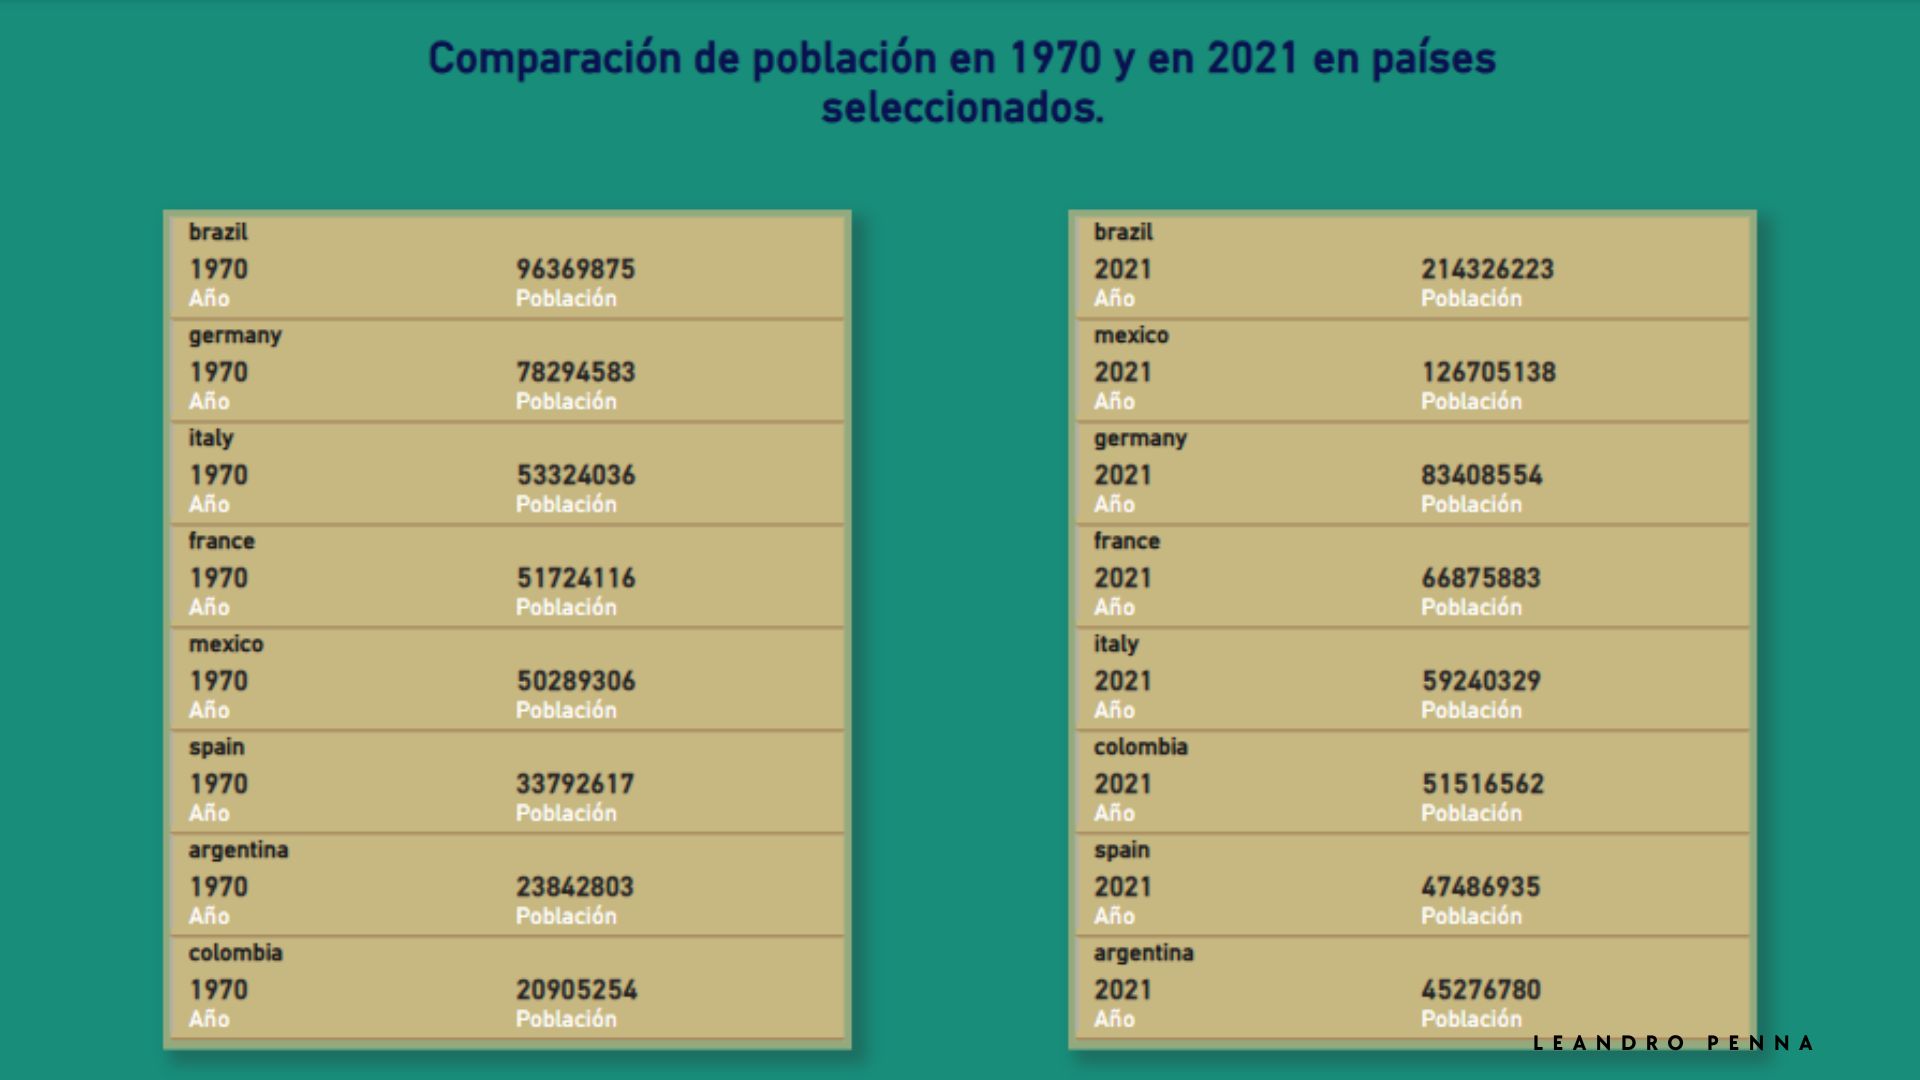 Comparación de población en 1970 y en 2021 en países
seleccionados.
brazil
1970 96369875
Año Población
germany
1970 78294583
Año Población
italy
1970 53324036
Año Población
france
1970 51724116
Año Población
mexico
1970 50289306
Año Población
spain
1970 33792617
Año Población
argentina
1970 23842803
Año Población
colombia
1970 20905254
Año Población
brazil
2021 214326223
Año Población
mexico
2021 126705138
Año Población
germany
2021 83408554
Año Población
france
2021 66875883
Año Población
italy
2021 59240329
Año Población
colombia
2021 51516562
Año Población
spain
2021 47486935
Año Población
argentina
2021 45276780
Año Población
LEANDRO PENNA